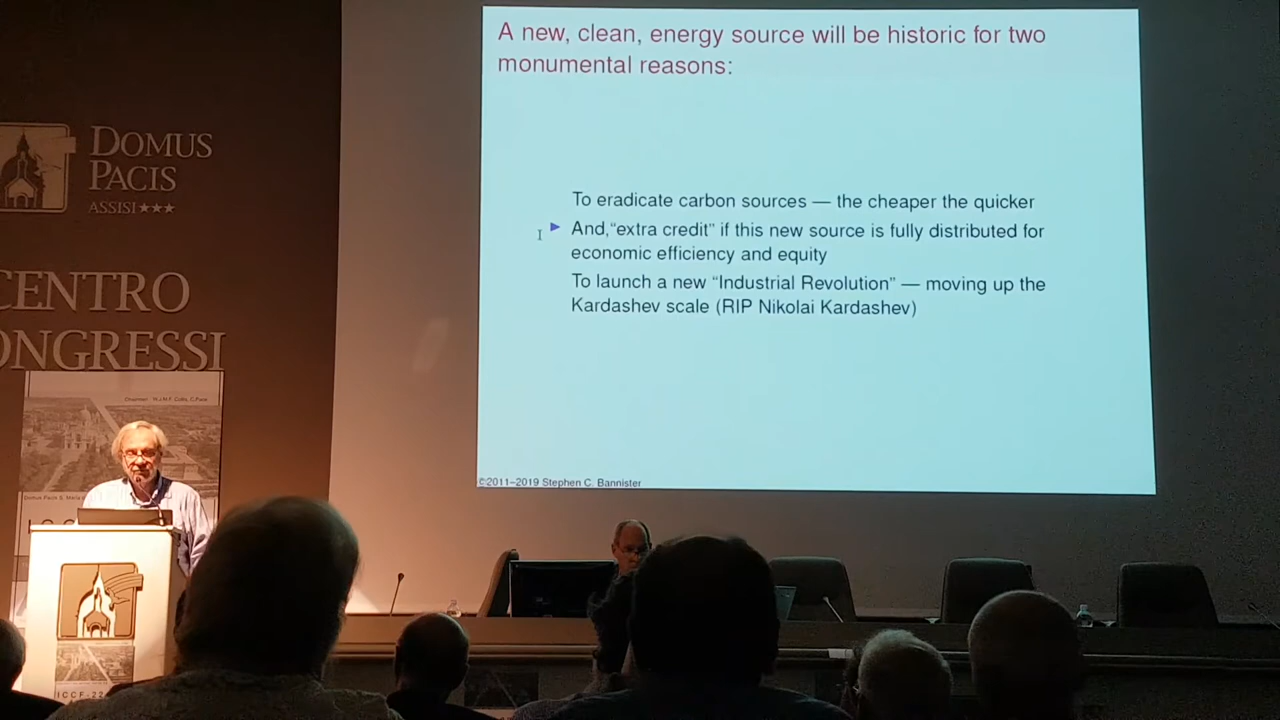 A new, clean, energy source will be historic for two
monumental reasons:
To eradicate carbon sources — the cheaper the quicker
And,“extra credit” if this new source is fully distributed for
economic efficiency and equity
To launch a new “Industrial Revolution” — moving up the
Kardashev scale (RIP Nikolai Kardashev)
©2011–2019 Stephen C. Bannister
DOMUS
PACIS
ASSISI★★★
CENTRO
ONGRESSI
ICCF-22